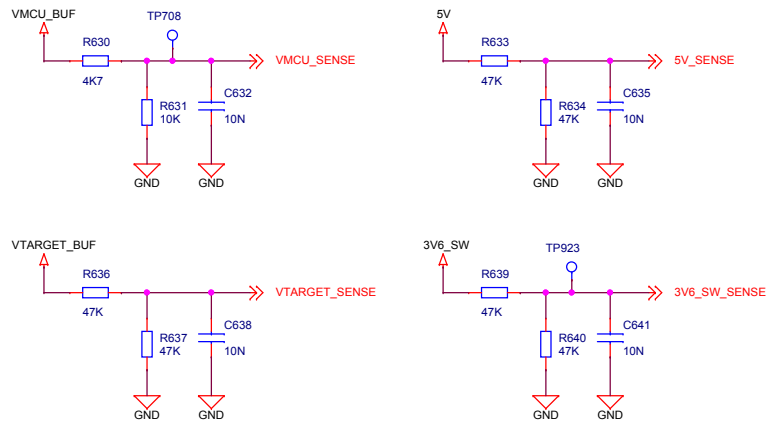 VMCU_BUF
TP708
R630
4K7
VMCU_SENSE
R631
10K
C632
10N
GND
GND
5V
R633
47K
5V_SENSE
R634
47K
C635
10N
GND
GND
VTARGET_BUF
R636
47K
VTARGET_SENSE
R637
47K
C638
10N
GND
GND
3V6_SW
TP923
R639
47K
3V6_SW_SENSE
R640
47K
C641
10N
GND
GND